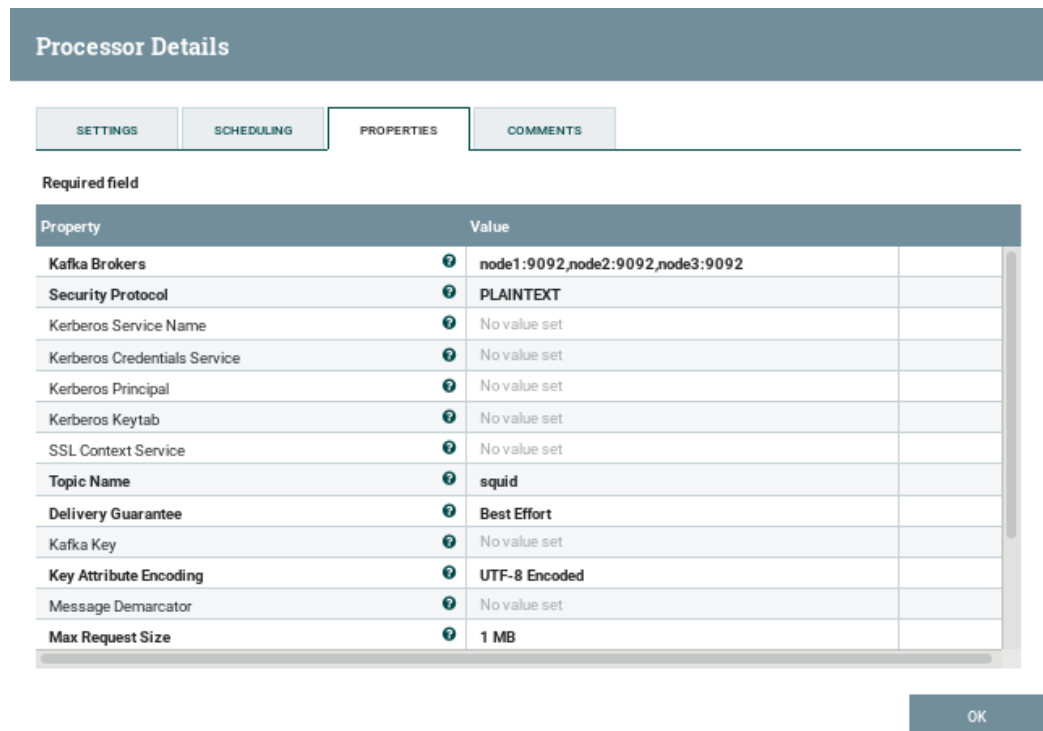 Processor Details
SETTINGS SCHEDULING PROPERTIES COMMENTS
Required field
Property Value
Kafka Brokers ? node1:9092,node2:9092,node3:9092
Security Protocol ? PLAINTEXT
Kerberos Service Name ? No value set
Kerberos Credentials Service ? No value set
Kerberos Principal ? No value set
Kerberos Keytab ? No value set
SSL Context Service ? No value set
Topic Name ? squid
Delivery Guarantee ? Best Effort
Kafka Key ? No value set
Key Attribute Encoding ? UTF-8 Encoded
Message Demarcator ? No value set
Max Request Size ? 1 MB
OK